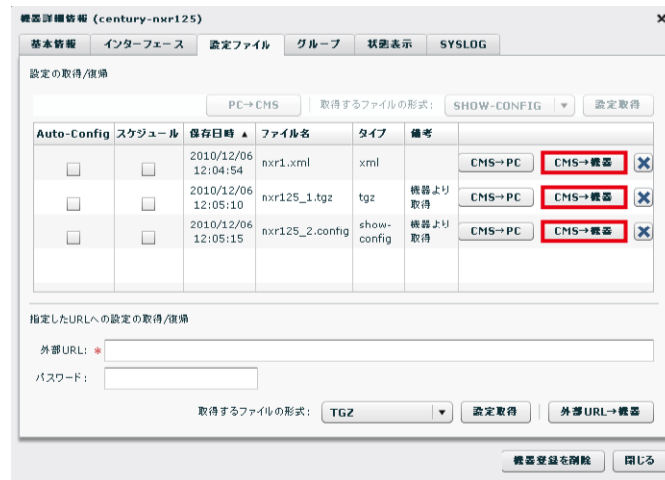 機器詳細情報 (century-nxr125)
基本情報 インターフェース 設定ファイル グループ 状態表示 SYSLOG
設定の取得/復帰
PC→CMS 取得するファイルの形式: SHOW-CONFIG 設定取得
Auto-Config スケジュール 保存日時 ▲ ファイル名 タイプ 備考
2010/12/06 12:04:54 nxr1.xml xml CMS→PC CMS→機器
2010/12/06 12:05:10 nxr125_1.tgz tgz 機器より取得 CMS→PC CMS→機器
2010/12/06 12:05:15 nxr125_2.config show-config 機器より取得 CMS→PC CMS→機器
指定したURLへの設定の取得/復帰
外部URL: *
パスワード:
取得するファイルの形式: TGZ 設定取得 外部URL→機器
機器登録を削除 閉じる